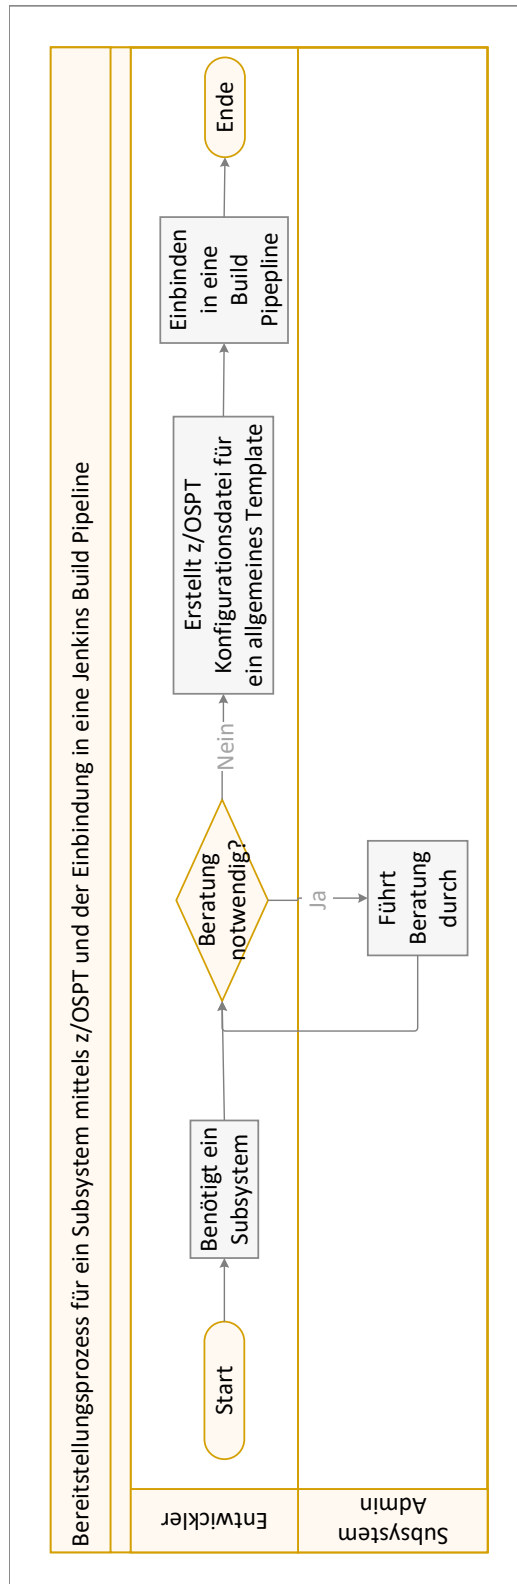 Bereitstellungsprozess für ein Subsystem mittels z/OSPT und der Einbindung in eine Jenkins Build Pipeline
Entwickler
Start
Benötigt ein
Subsystem
Beratung
notwendig?
Nein
Erstellt z/OSPT
Konfigurationsdatei für
ein allgemeines Template
Einbinden
in eine
Build
Pipepline
Ende
Subsystem
Admin
Ja
Führt
Beratung
durch